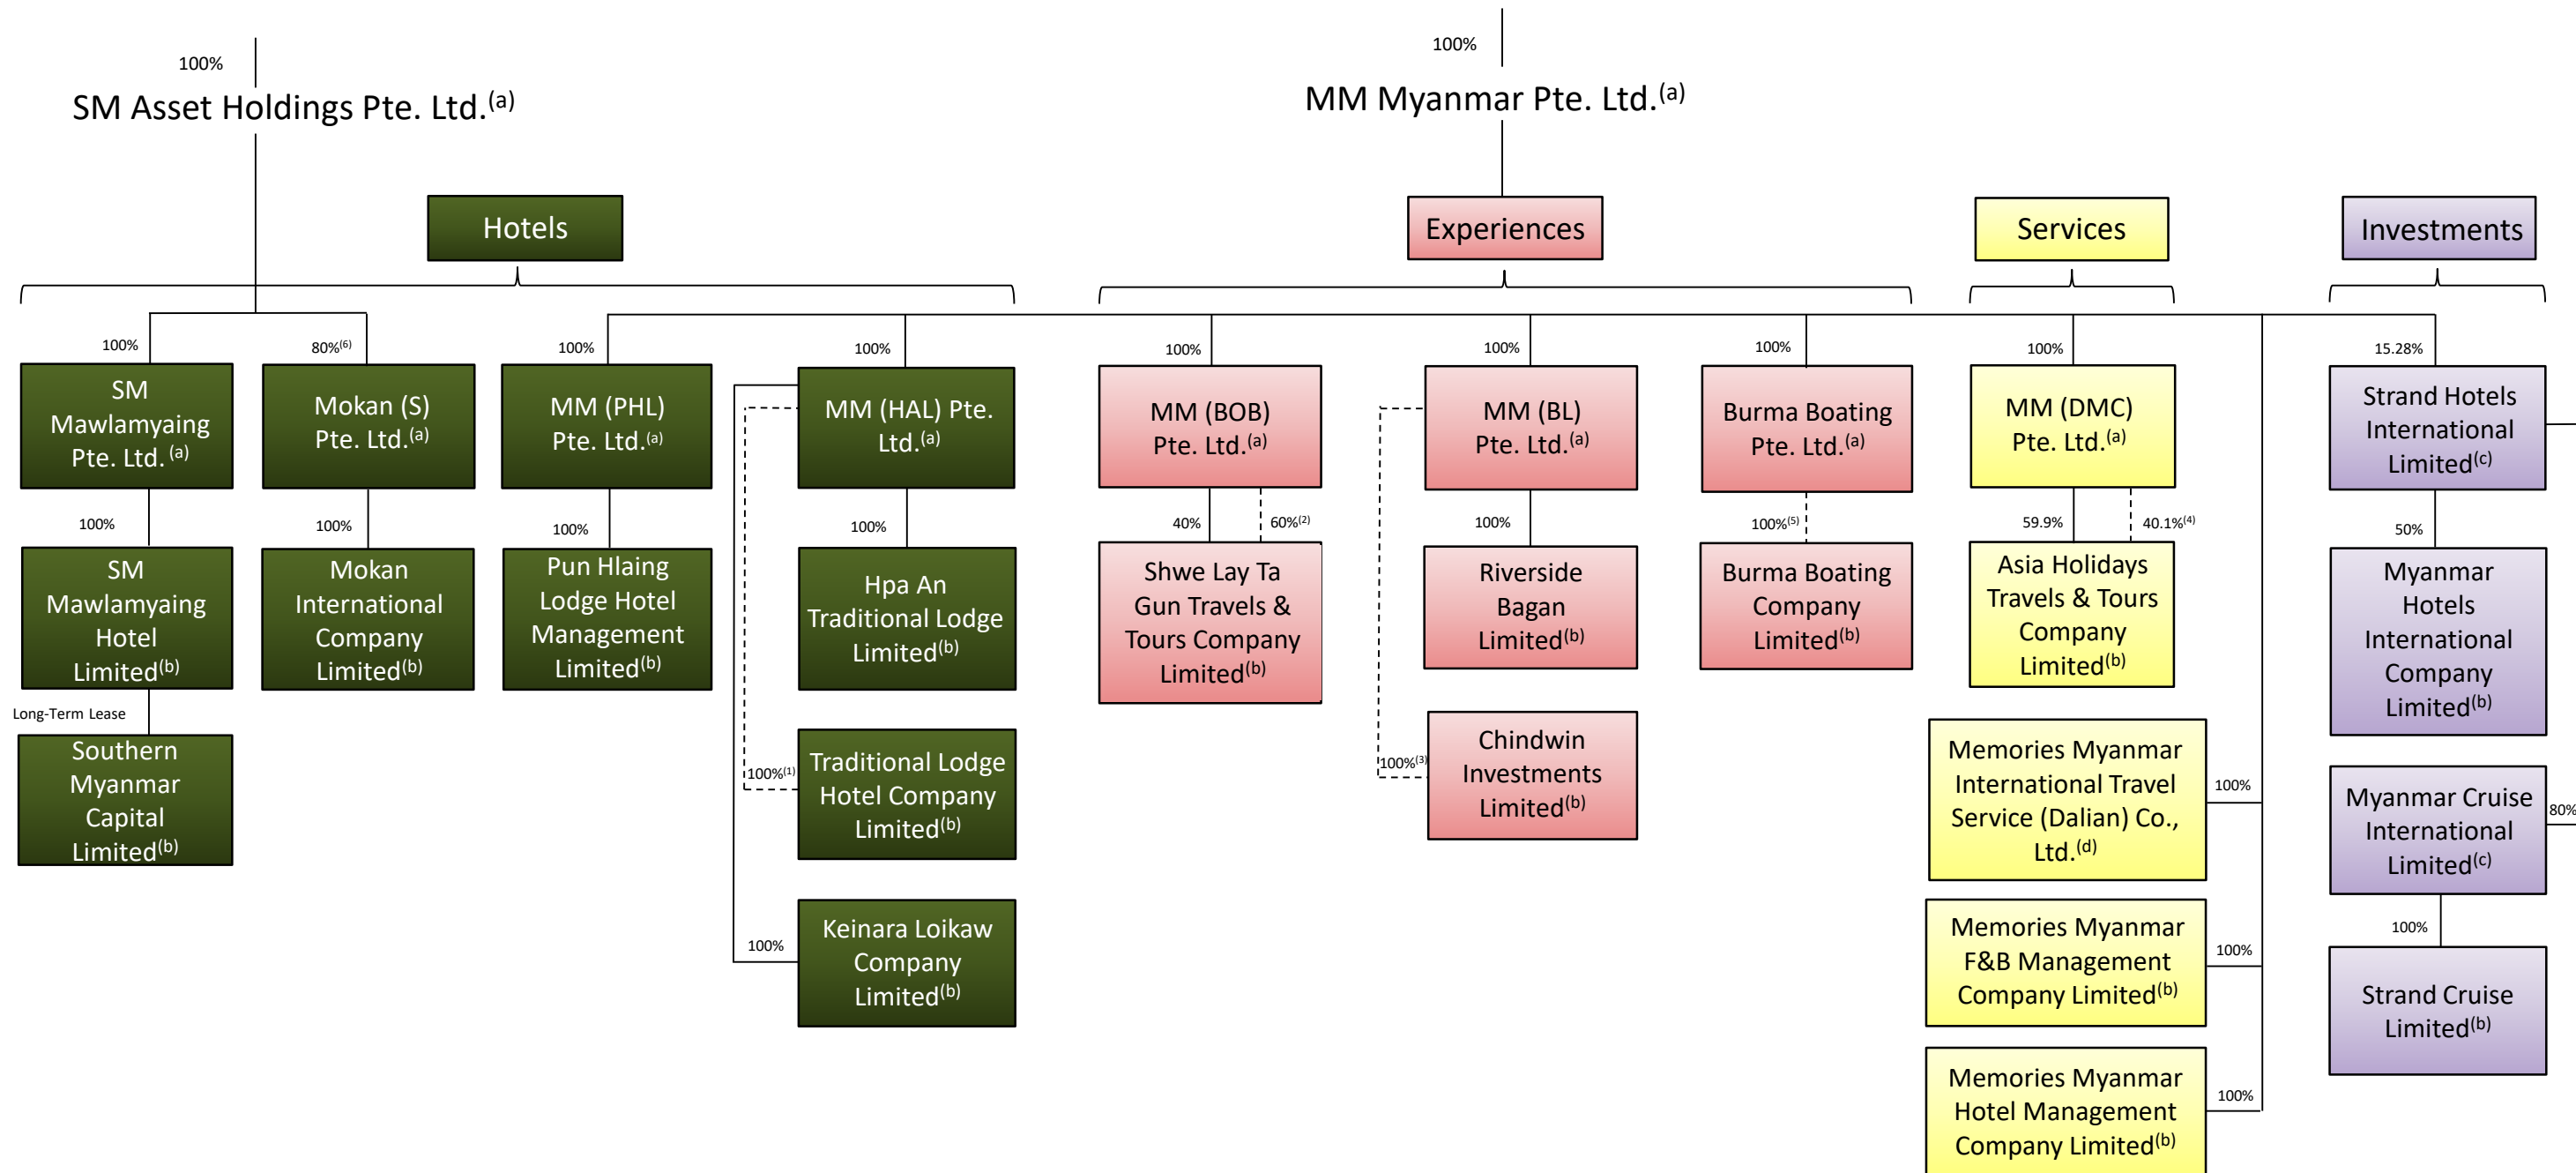 100%
SM Asset Holdings Pte. Ltd.(a)
100%
MM Myanmar Pte. Ltd.(a)
Hotels
Experiences
Services
Investments
100%
80%(6)
100%
100%
100%
100%
100%
100%
15.28%
SM
Mawlamyaing
Pte. Ltd. (a)
Mokan (S)
Pte. Ltd.(a)
MM (PHL)
Pte. Ltd.(a)
MM (HAL) Pte.
Ltd.(a)
MM (BOB)
Pte. Ltd.(a)
MM (BL)
Pte. Ltd.(a)
Burma Boating
Pte. Ltd.(a)
MM (DMC)
Pte. Ltd.(a)
Strand Hotels
International
Limited(c)
100%
100%
100%
100%
40%
60%(2)
100%
100%(5)
59.9%
40.1%(4)
50%
SM
Mawlamyaing
Hotel
Limited(b)
Mokan
International
Company
Limited(b)
Pun Hlaing
Lodge Hotel
Management
Limited(b)
Hpa An
Traditional Lodge
Limited(b)
Shwe Lay Ta
Gun Travels &
Tours Company
Limited(b)
Riverside
Bagan
Limited(b)
Burma Boating
Company
Limited(b)
Asia Holidays
Travels & Tours
Company
Limited(b)
Myanmar
Hotels
International
Company
Limited(b)
Long-Term Lease
Southern
Myanmar
Capital
Limited(b)
100%(1)
Traditional Lodge
Hotel Company
Limited(b)
100%(3)
Chindwin
Investments
Limited(b)
Memories Myanmar
International Travel
Service (Dalian) Co.,
Ltd.(d)
100%
Myanmar Cruise
International
Limited(c)
80%
100%
Keinara Loikaw
Company
Limited(b)
Memories Myanmar
F&B Management
Company Limited(b)
100%
100%
Strand Cruise
Limited(b)
Memories Myanmar
Hotel Management
Company Limited(b)
100%